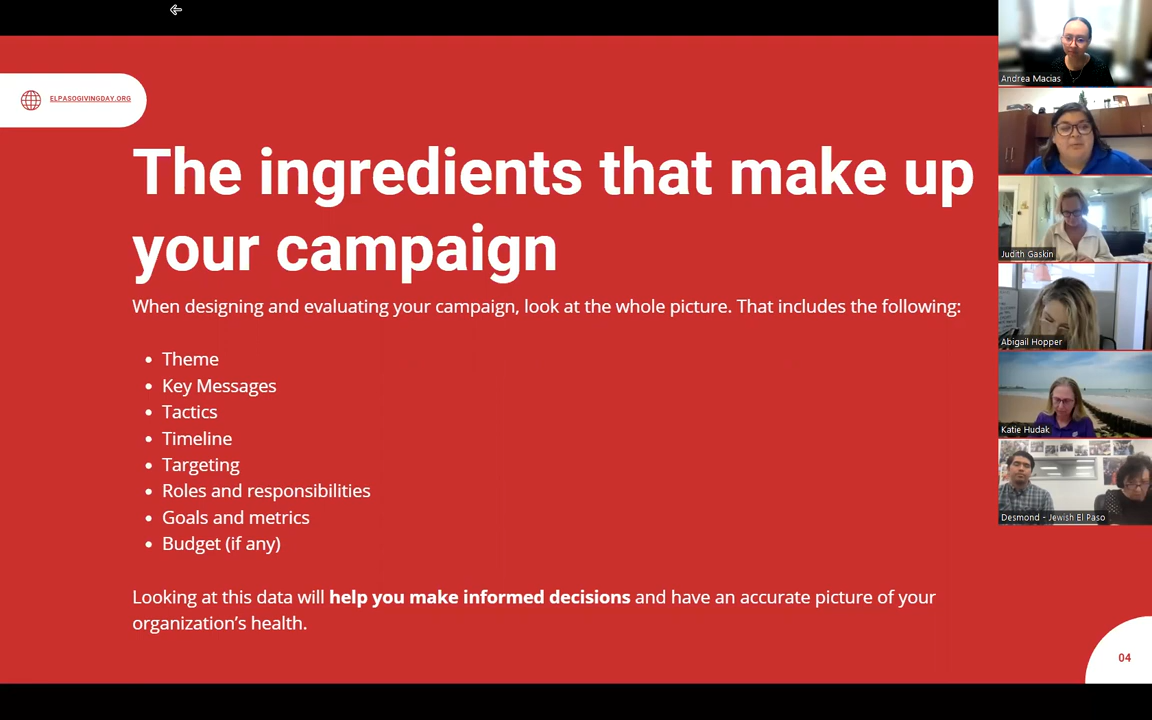 ELPASOGIVINGDAY.ORG
The ingredients that make up
your campaign
When designing and evaluating your campaign, look at the whole picture. That includes the following:
Theme
Key Messages
Tactics
Timeline
Targeting
Roles and responsibilities
Goals and metrics
Budget (if any)
Looking at this data will help you make informed decisions and have an accurate picture of your
organization's health.
04
Andrea Macias
Judith Gaskin
Abigail Hopper
Katie Hudak
Desmond - Jewish El Paso